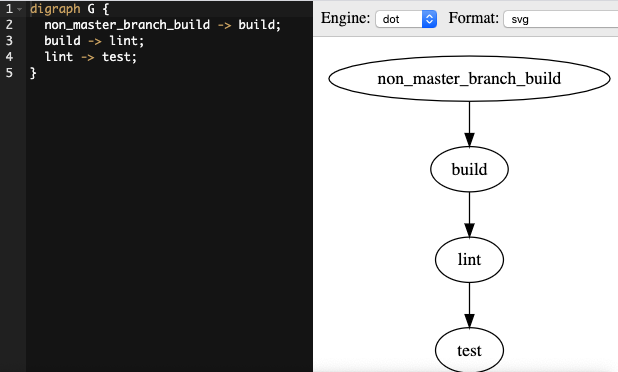 1 digraph G {
2 non_master_branch_build -> build;
3 build -> lint;
4 lint -> test;
5 }
Engine: dot Format: svg
non_master_branch_build
build
lint
test